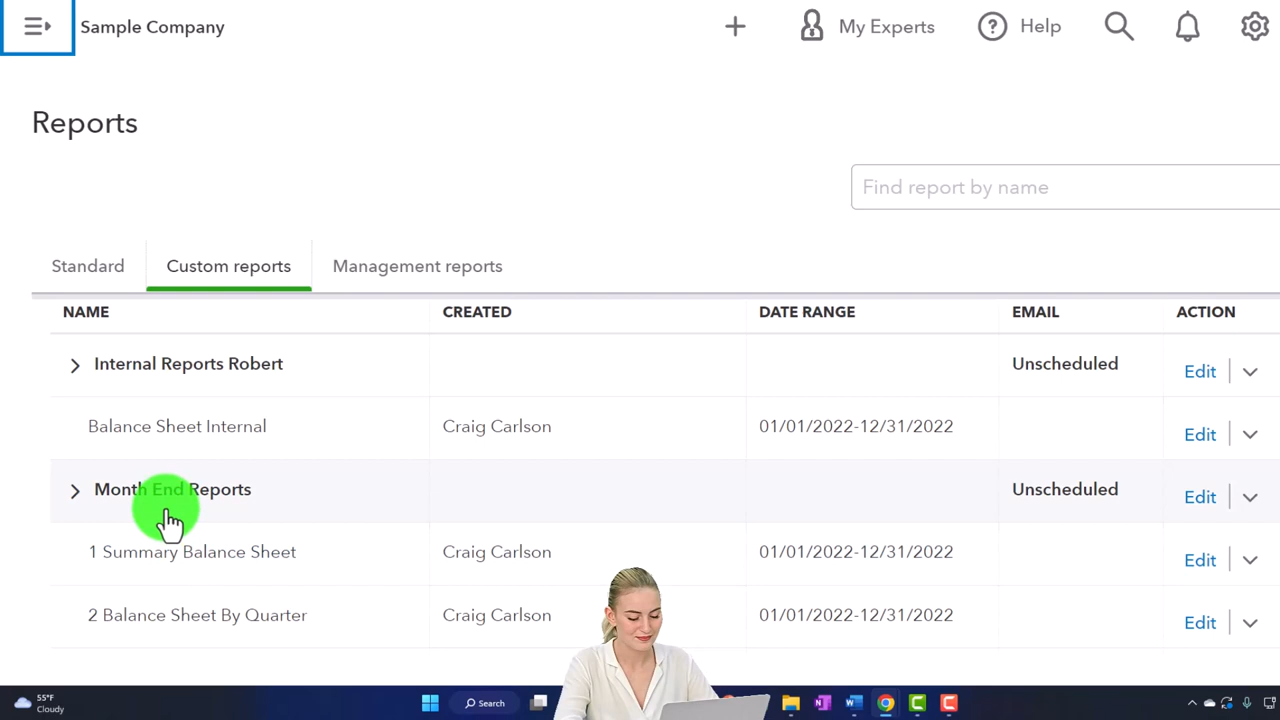 Sample Company
My Experts
Help
Reports
Find report by name
Standard
Custom reports
Management reports
NAME CREATED DATE RANGE EMAIL ACTION
Internal Reports Robert Unscheduled Edit
Balance Sheet Internal Craig Carlson 01/01/2022-12/31/2022 Edit
Month End Reports Unscheduled Edit
1 Summary Balance Sheet Craig Carlson 01/01/2022-12/31/2022 Edit
2 Balance Sheet By Quarter Craig Carlson 01/01/2022-12/31/2022 Edit
55°F
Cloudy
Search